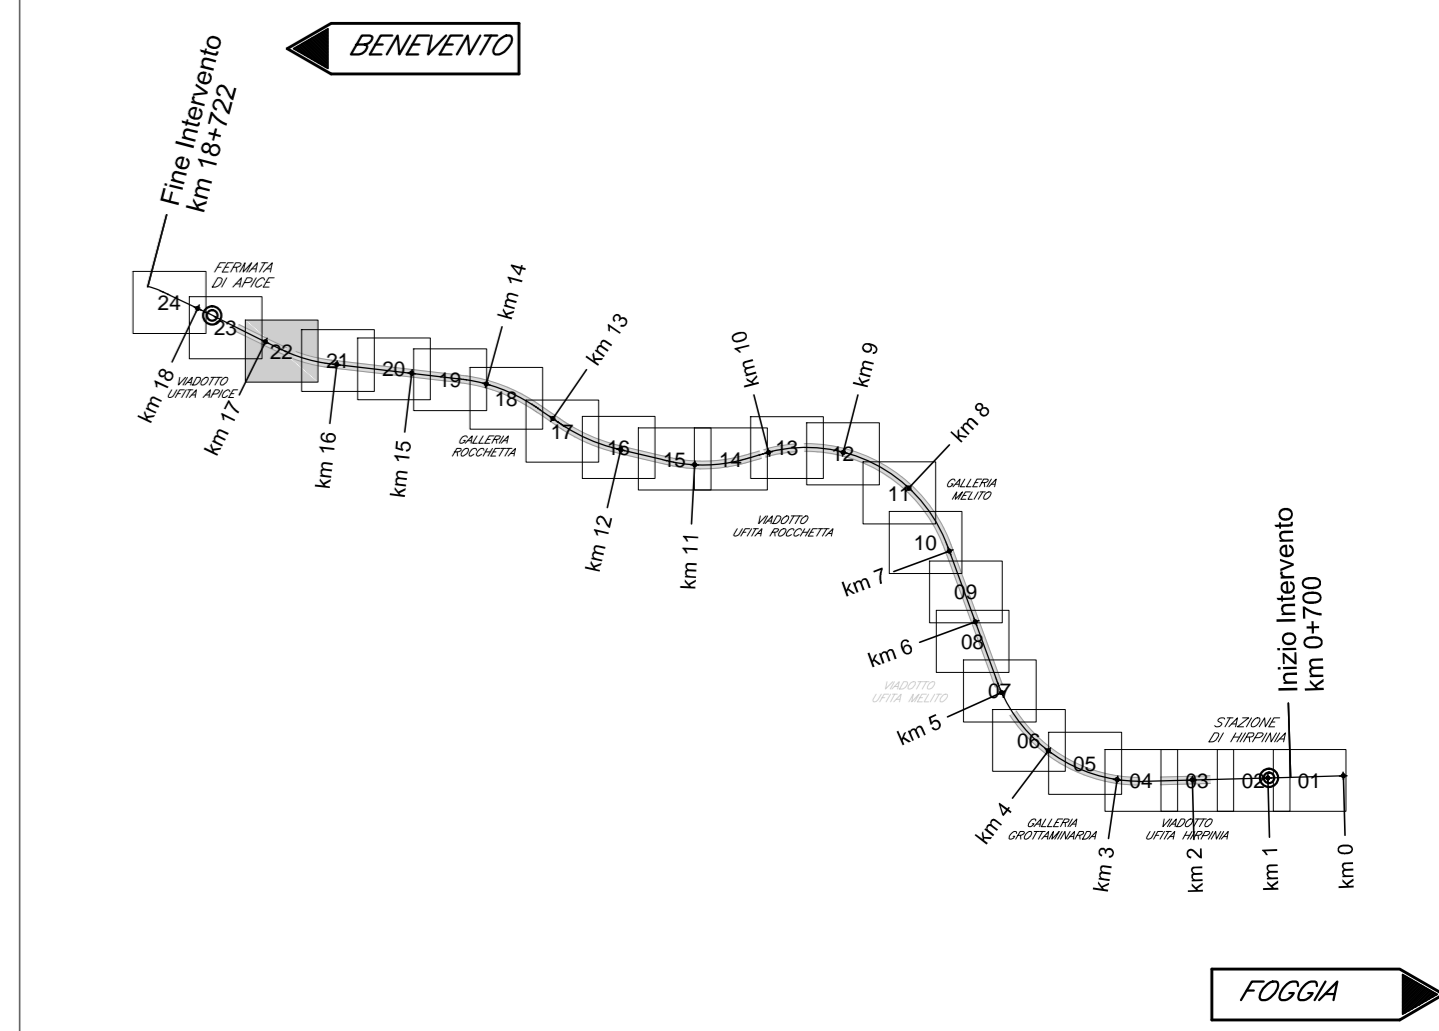 BENEVENTO
Fine Intervento
km 18+722
FERMATA
DI APICE
24
23
22
21
20
19
18
17
16
15
14
13
12
11
10
09
08
07
06
05
04
03
02
01
km 18
VIADOTTO
UFITA APICE
km 17
km 16
km 15
km 14
GALLERIA
ROCCHETTA
km 13
km 12
km 11
km 10
VIADOTTO
UFITA ROCCHETTA
km 9
km 8
GALLERIA
MELITO
km 7
km 6
VIADOTTO
UFITA MELITO
km 5
km 4
GALLERIA
GROTTAMINARDA
km 3
VIADOTTO
UFITA HIRPINIA
km 2
STAZIONE
DI HIRPINIA
km 1
Inizio Intervento
km 0+700
km 0
FOGGIA